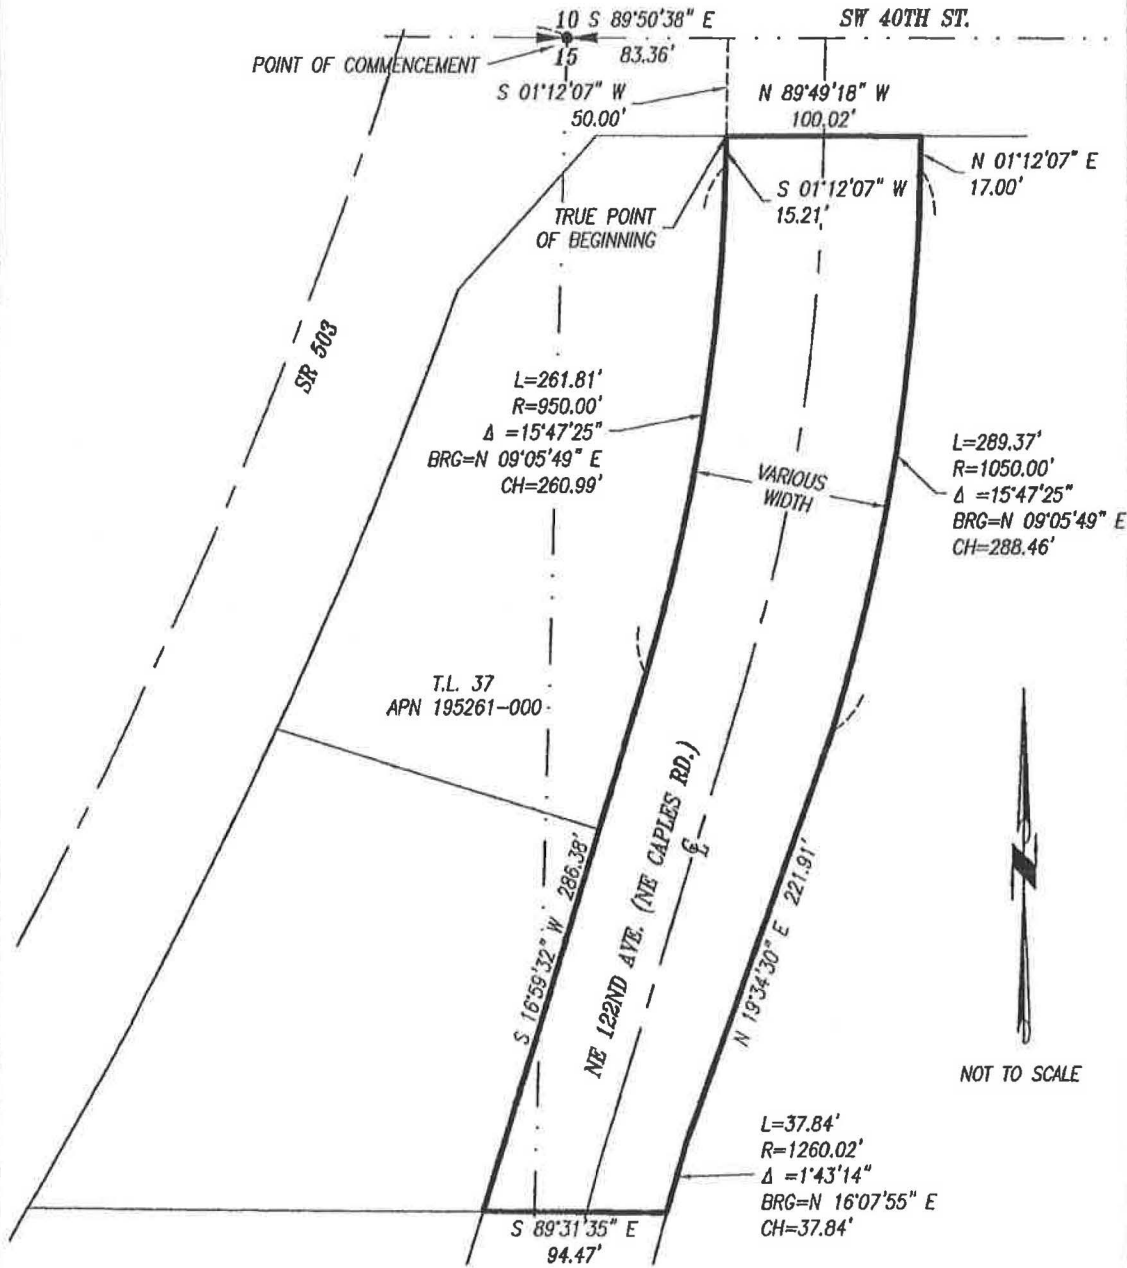 10 S 89°50'38" E
SW 40TH ST.
POINT OF COMMENCEMENT
15
83.36'
S 01°12'07" W
50.00'
N 89°49'18" W
100.02'
N 01°12'07" E
17.00'
S 01°12'07" W
15.21'
TRUE POINT
OF BEGINNING
SR 503
L=261.81'
R=950.00'
Δ =15°47'25"
BRG=N 09°05'49" E
CH=260.99'
L=289.37'
R=1050.00'
Δ =15°47'25"
BRG=N 09°05'49" E
CH=288.46'
VARIOUS
WIDTH
T.L. 37
APN 195261-000
S 16°59'32" W 286.38'
NE 122ND AVE. (NE CAPLES RD.)
℄
N 19°34'30" E 221.91'
NOT TO SCALE
L=37.84'
R=1260.02'
Δ =1°43'14"
BRG=N 16°07'55" E
CH=37.84'
S 89°31'35" E
94.47'